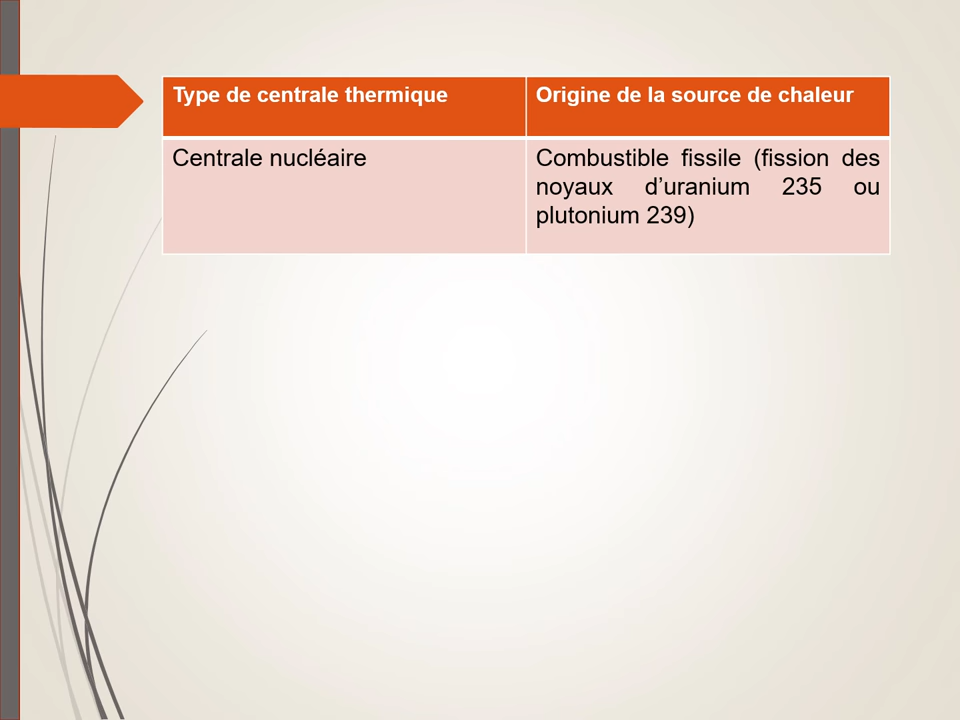 Type de centrale thermique
Origine de la source de chaleur
Centrale nucléaire
Combustible fissile (fission des
noyaux d’uranium 235 ou
plutonium 239)